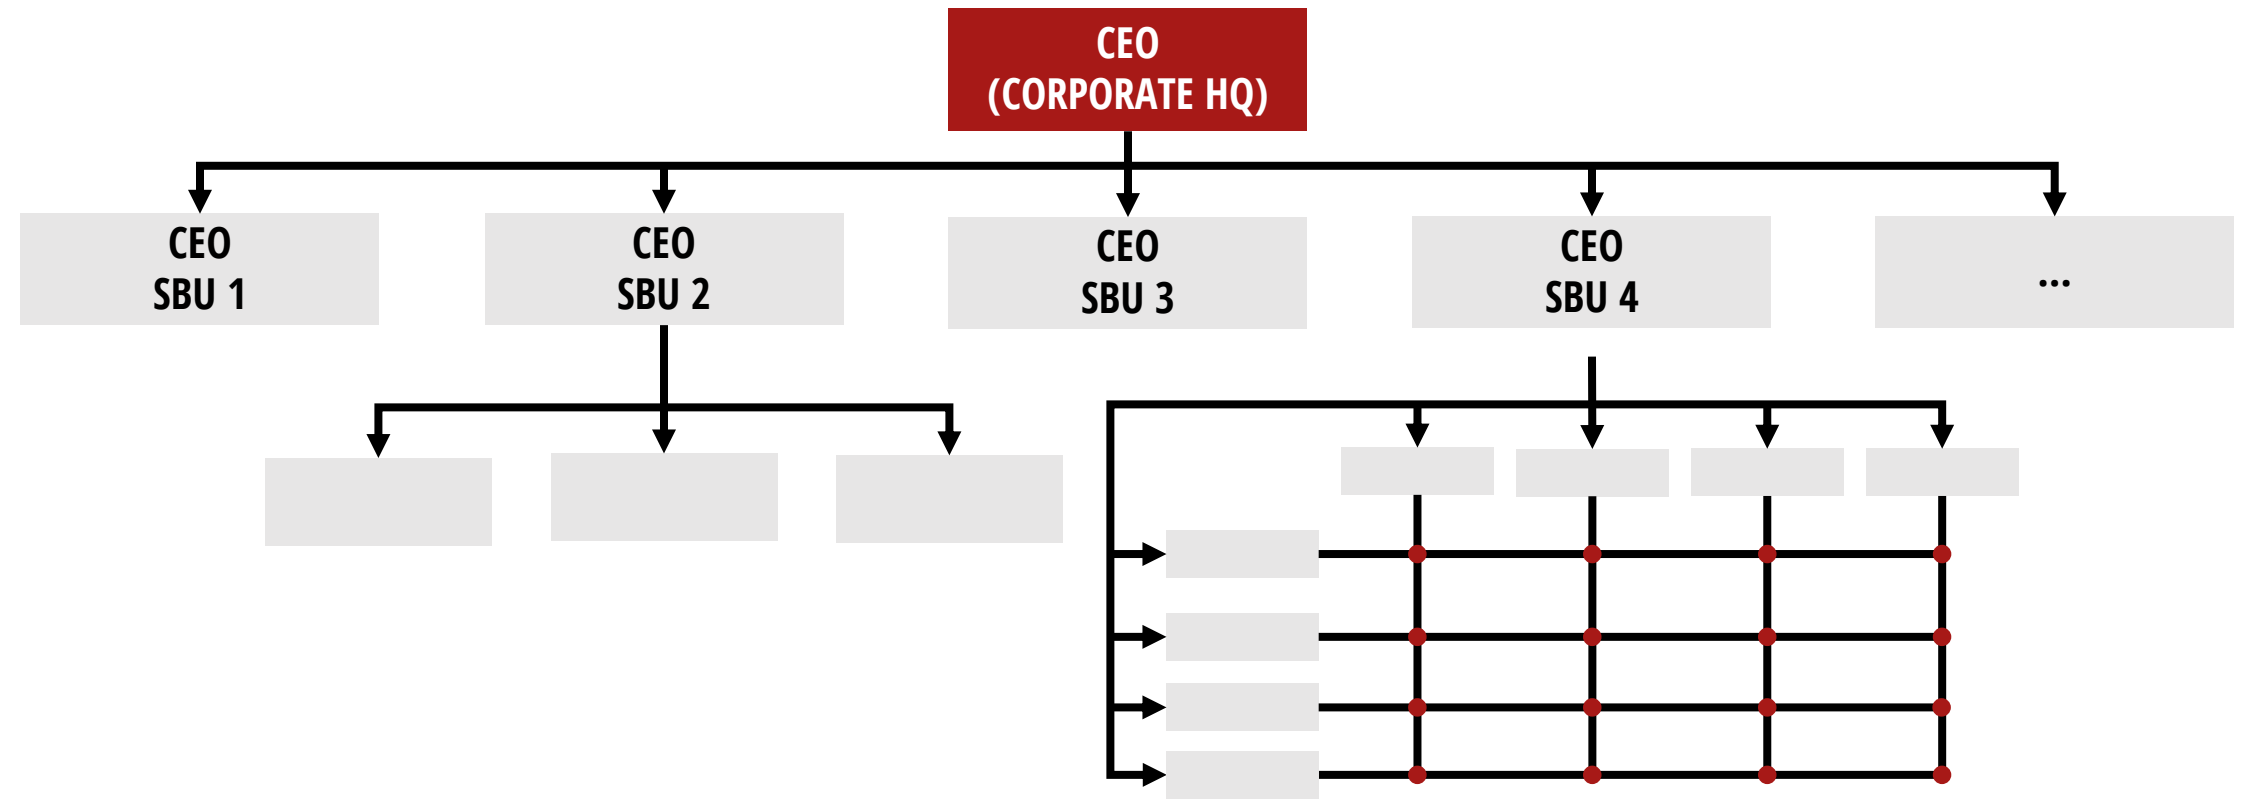 CEO
(CORPORATE HQ)
CEO
SBU 1
CEO
SBU 2
CEO
SBU 3
CEO
SBU 4
...